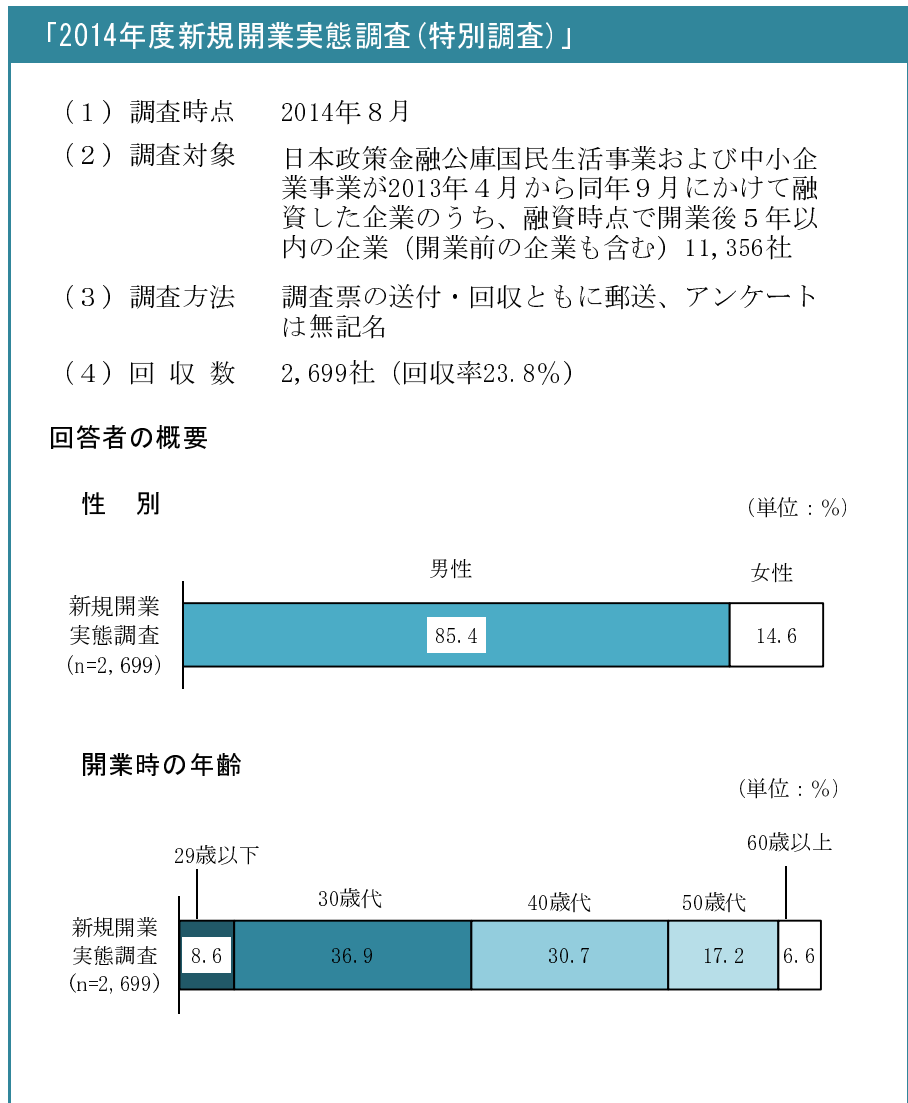 「2014年度新規開業実態調査(特別調査)」
(1)調査時点 2014年8月
(2)調査対象 日本政策金融公庫国民生活事業および中小企
業事業が2013年4月から同年9月にかけて融
資した企業のうち、融資時点で開業後5年以
内の企業(開業前の企業も含む)11,356社
(3)調査方法 調査票の送付・回収ともに郵送、アンケート
は無記名
(4)回収数 2,699社(回収率23.8%)
回答者の概要
性 別
(単位:%)
男性 女性
新規開業
実態調査
(n=2,699)
85.4 14.6
開業時の年齢
(単位:%)
29歳以下 30歳代 40歳代 50歳代 60歳以上
新規開業
実態調査
(n=2,699)
8.6 36.9 30.7 17.2 6.6